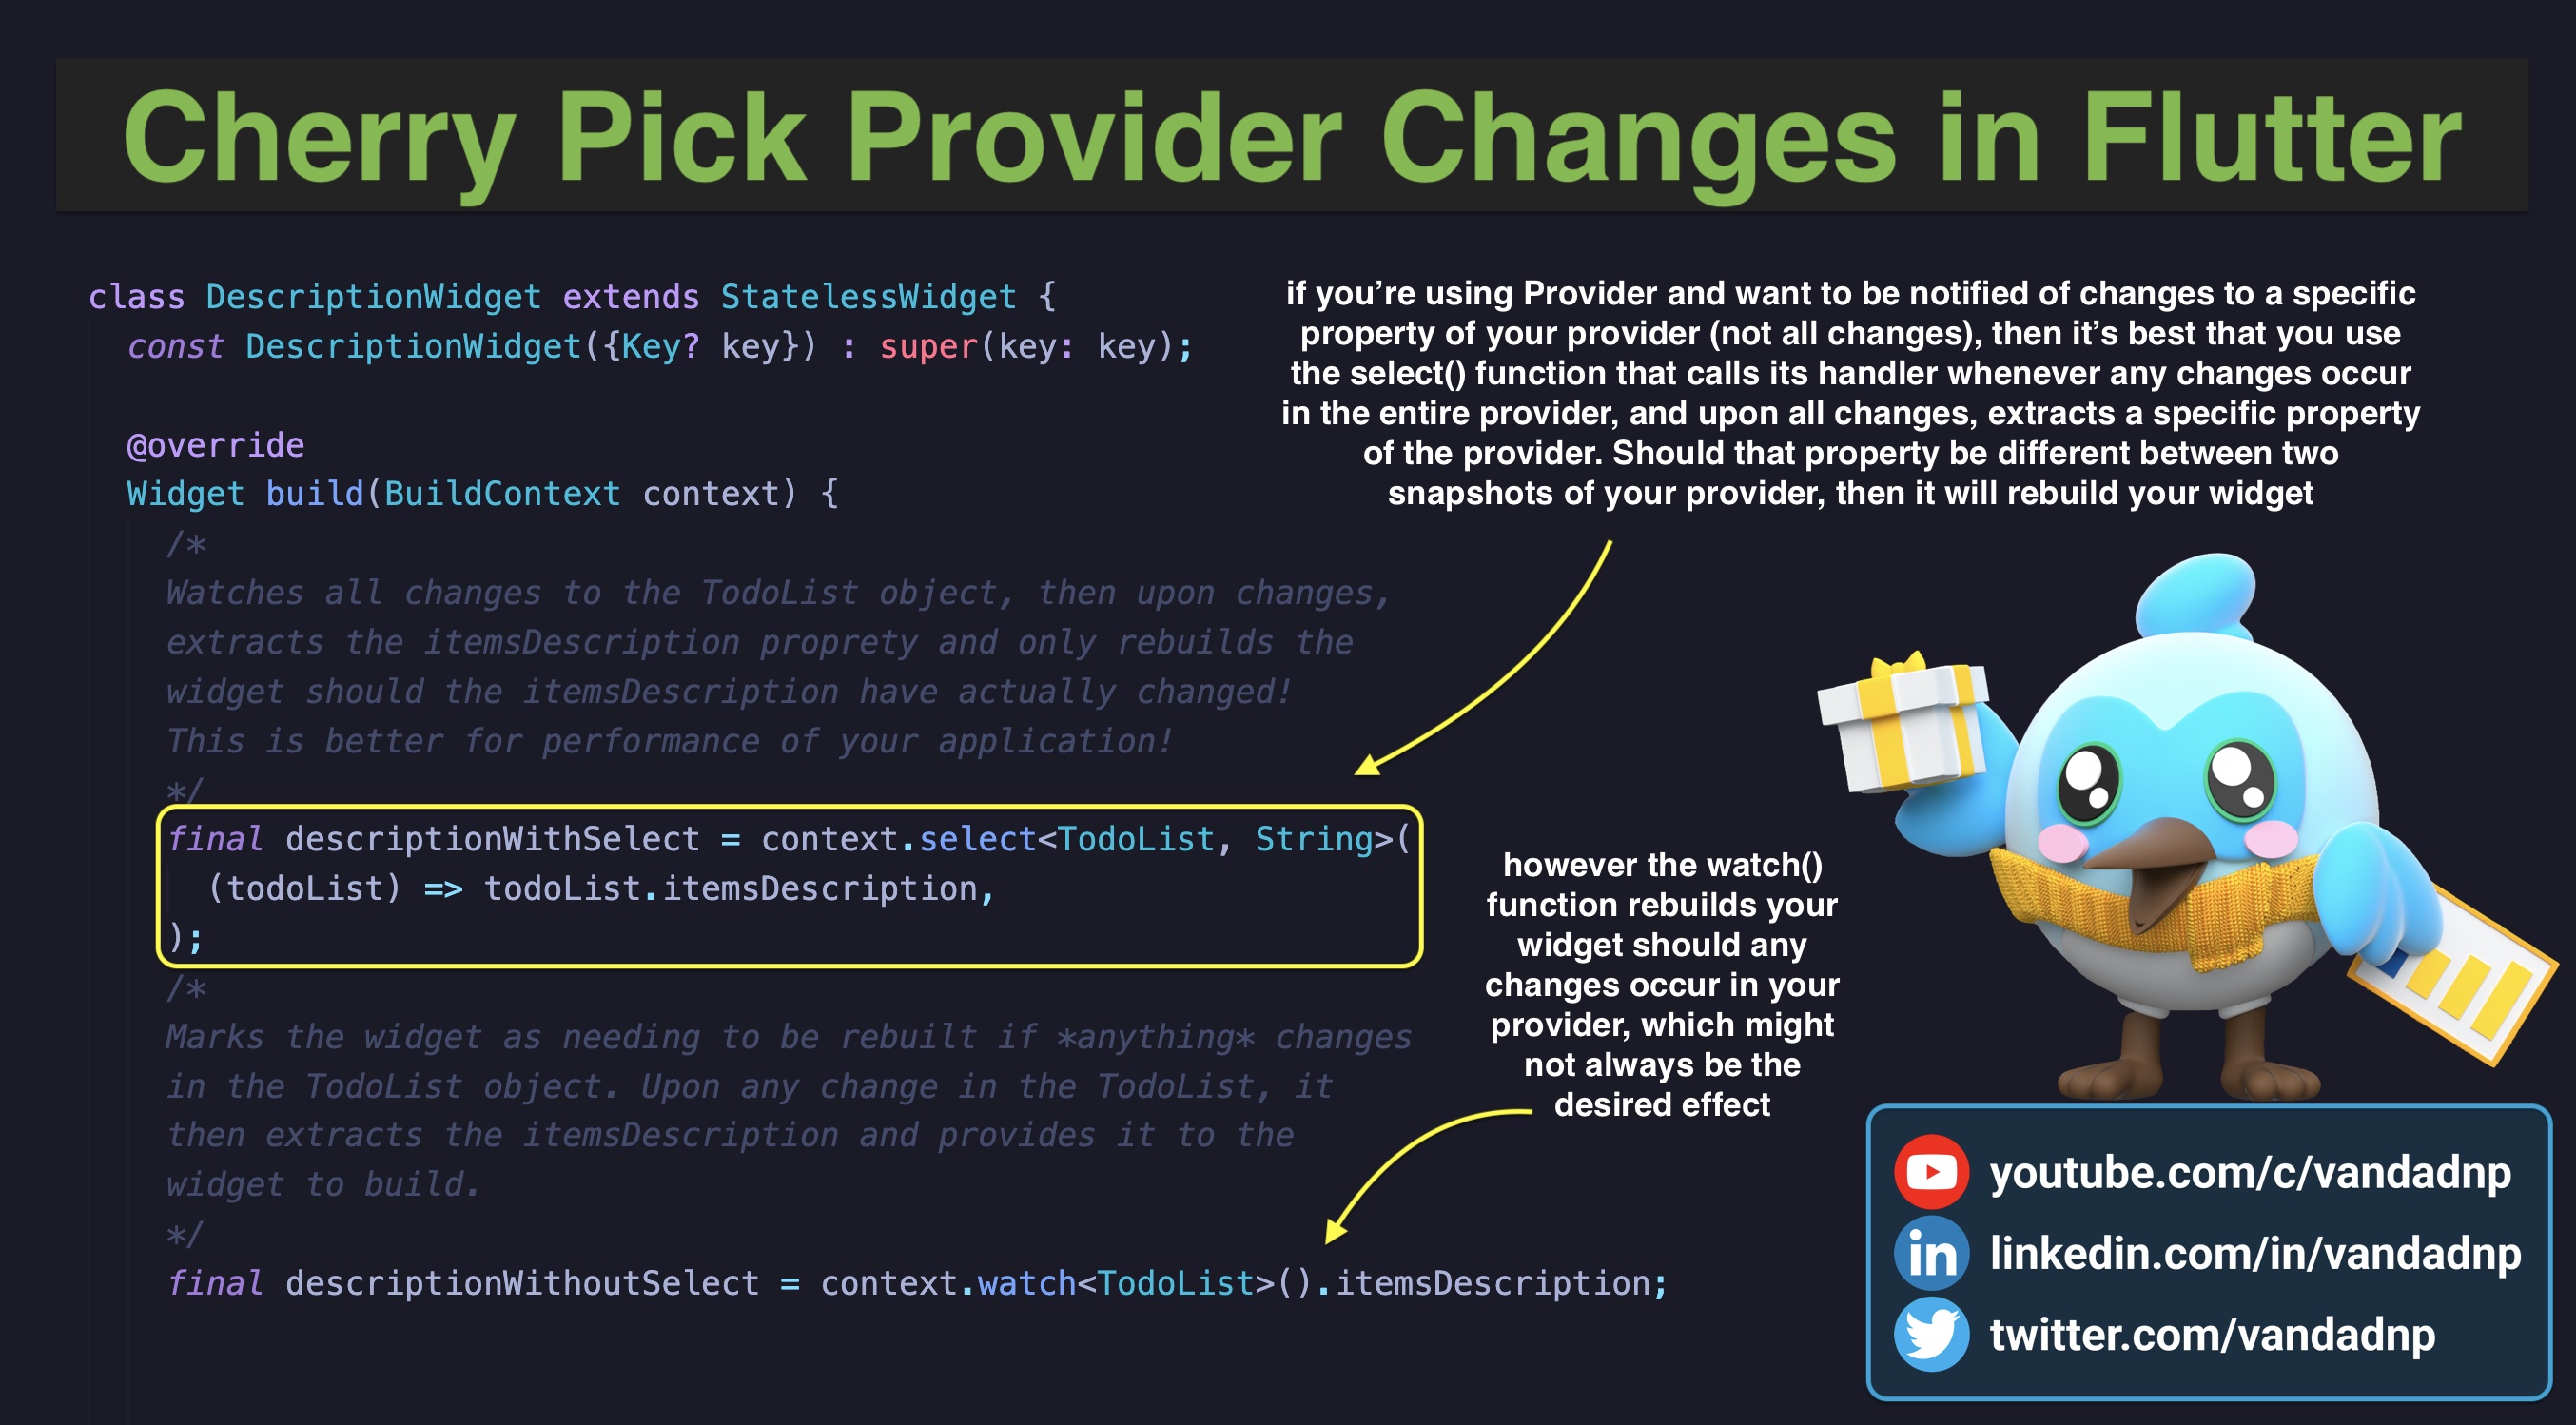 Cherry Pick Provider Changes in Flutter
class DescriptionWidget extends StatelessWidget {
const DescriptionWidget({Key? key}) : super(key: key);
@override
Widget build(BuildContext context) {
/*
Watches all changes to the TodoList object, then upon changes,
extracts the itemsDescription proprety and only rebuilds the
widget should the itemsDescription have actually changed!
This is better for performance of your application!
*/
final descriptionWithSelect = context.select<TodoList, String>(
(todoList) => todoList.itemsDescription,
);
/*
Marks the widget as needing to be rebuilt if *anything* changes
in the TodoList object. Upon any change in the TodoList, it
then extracts the itemsDescription and provides it to the
widget to build.
*/
final descriptionWithoutSelect = context.watch<TodoList>().itemsDescription;
if you’re using Provider and want to be notified of changes to a specific
property of your provider (not all changes), then it’s best that you use
the select() function that calls its handler whenever any changes occur
in the entire provider, and upon all changes, extracts a specific property
of the provider. Should that property be different between two
snapshots of your provider, then it will rebuild your widget
however the watch()
function rebuilds your
widget should any
changes occur in your
provider, which might
not always be the
desired effect
youtube.com/c/vandadnp
in linkedin.com/in/vandadnp
twitter.com/vandadnp